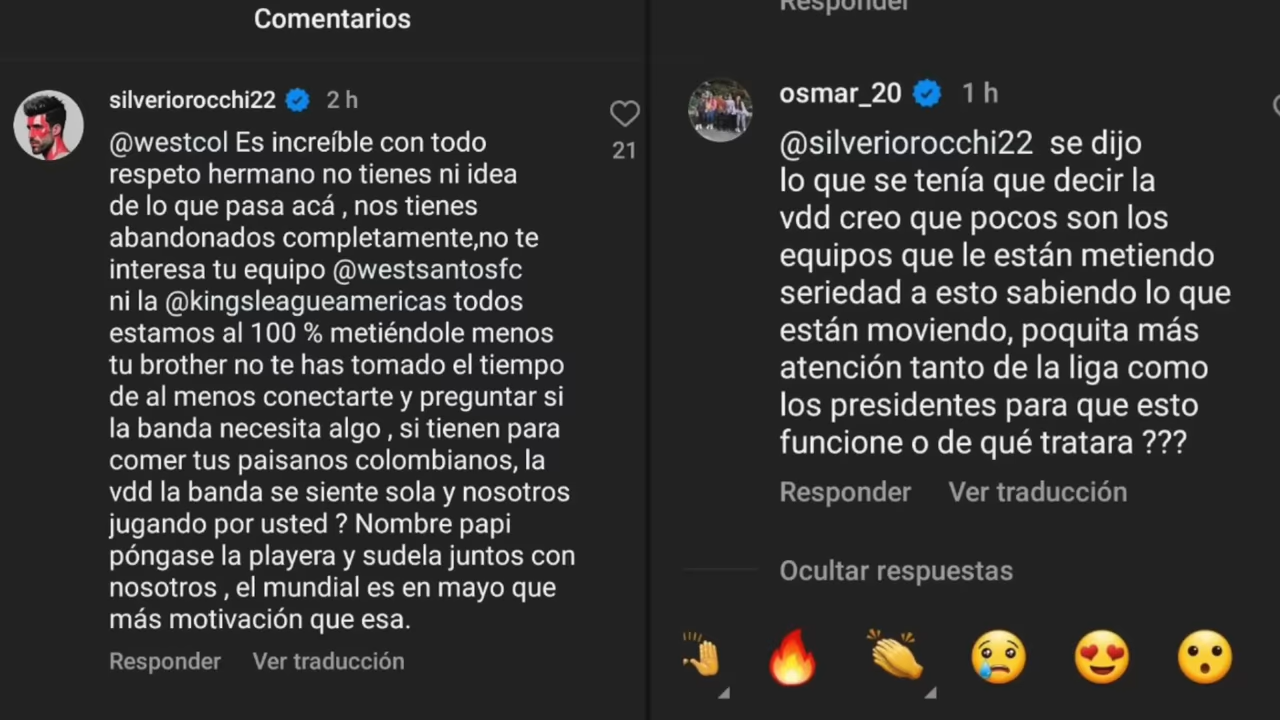 Comentarios
silveriorocchi22 2 h
@westcol Es increíble con todo
respeto hermano no tienes ni idea
de lo que pasa acá , nos tienes
abandonados completamente,no te
interesa tu equipo @westsantosfc
ni la @kingsleagueamericas todos
estamos al 100 % metiéndole menos
tu brother no te has tomado el tiempo
de al menos conectarte y preguntar si
la banda necesita algo , si tienen para
comer tus paisanos colombianos, la
vdd la banda se siente sola y nosotros
jugando por usted ? Nombre papi
póngase la playera y sudela juntos con
nosotros , el mundial es en mayo que
más motivación que esa.
Responder Ver traducción
21
Responder
osmar_20 1 h
@silveriorocchi22 se dijo
lo que se tenía que decir la
vdd creo que pocos son los
equipos que le están metiendo
seriedad a esto sabiendo lo que
están moviendo, poquita más
atención tanto de la liga como
los presidentes para que esto
funcione o de qué tratara ???
Responder Ver traducción
Ocultar respuestas